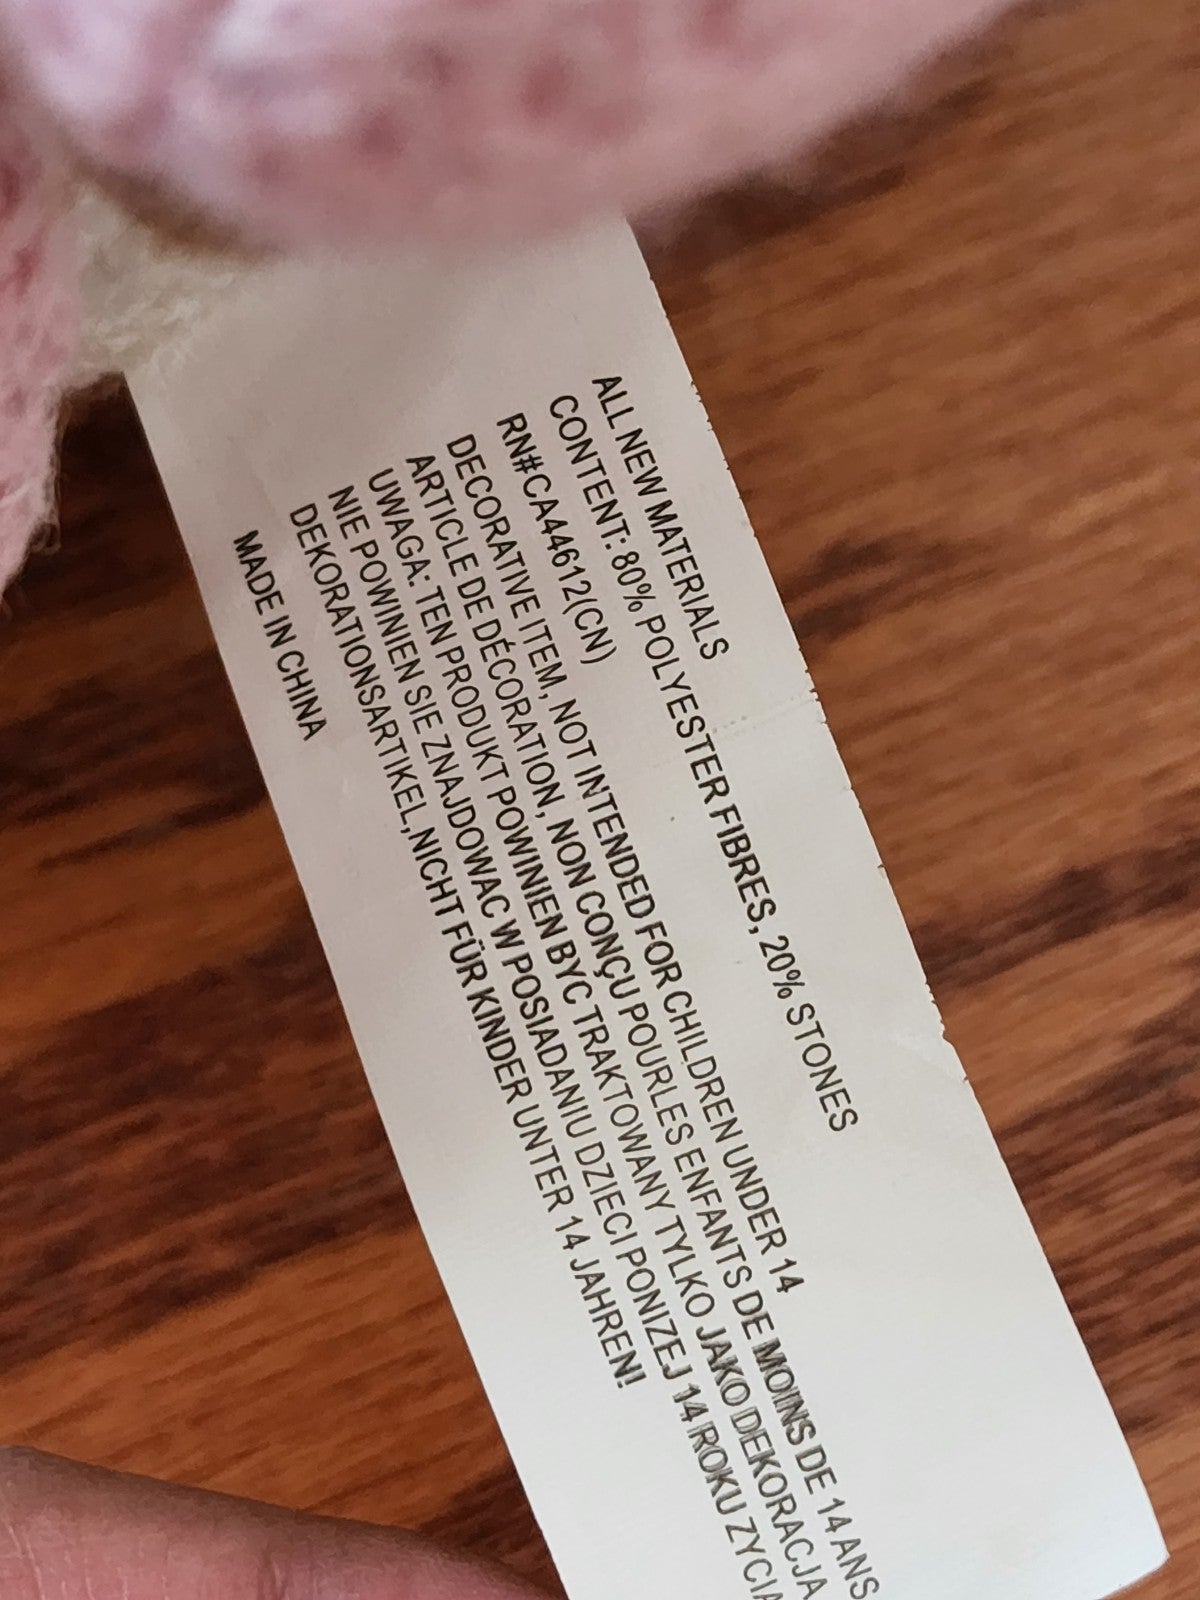 ALL NEW MATERIALS
CONTENT: 80% POLYESTER FIBRES, 20% STONES
RN#CA44612(CN)
DECORATIVE ITEM, NOT INTENDED FOR CHILDREN UNDER 14
ARTICLE DE DÉCORATION, NON CONÇU POURLES ENFANTS DE MOINS DE 14 ANS
UWAGA: TEN PRODUKT POWINIEN BYC TRAKTOWANY TYLKO JAKO DEKORACJA
NIE POWINIEN SIE ZNAJDOWAC W POSIADANIU DZIECI PONIZEJ 14 ROKU ZYCIA
DEKORATIONSARTIKEL,NICHT FÜR KINDER UNTER 14 JAHREN!
MADE IN CHINA